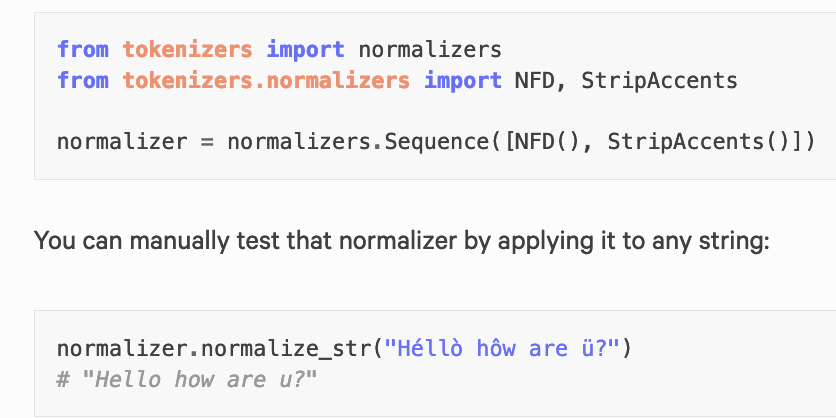 from tokenizers import normalizers
from tokenizers.normalizers import NFD, StripAccents
normalizer = normalizers.Sequence([NFD(), StripAccents()])
You can manually test that normalizer by applying it to any string:
normalizer.normalize_str("Héllò hôw are ü?")
# "Hello how are u?"